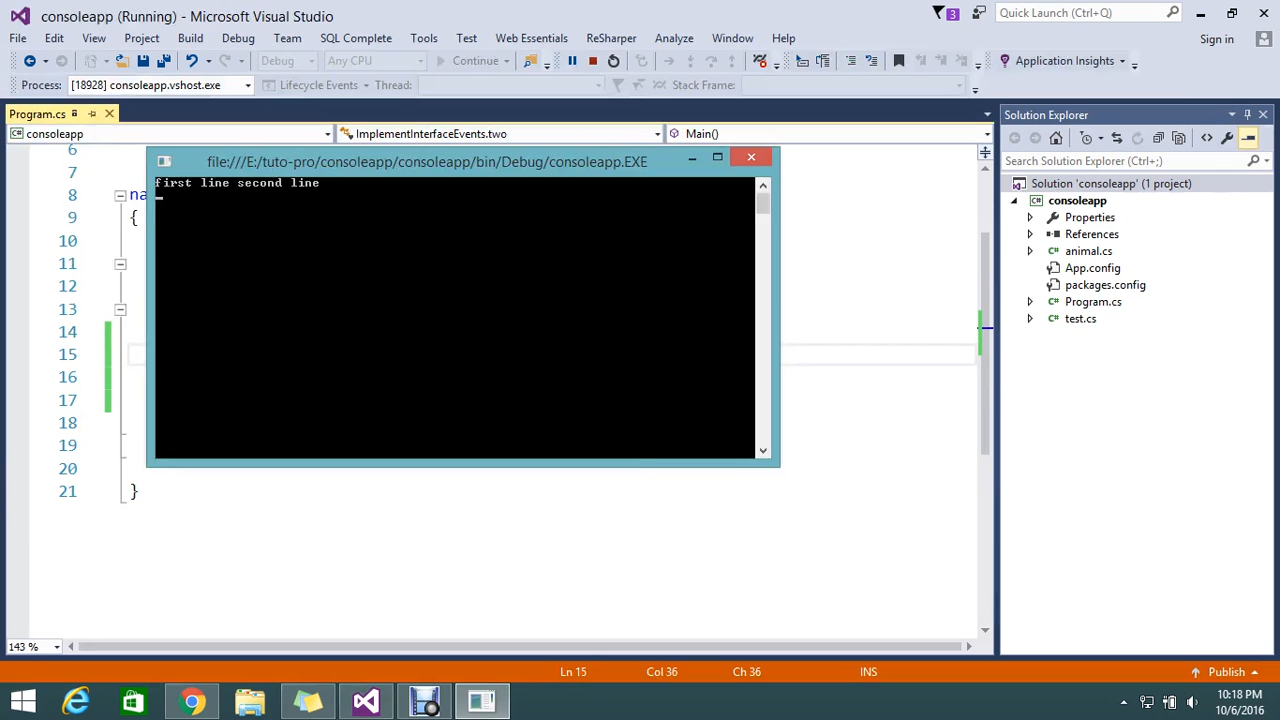 consoleapp (Running) - Microsoft Visual Studio
3
Quick Launch (Ctrl+Q)
File Edit View Project Build Debug Team SQL Complete Tools Test Web Essentials ReSharper Analyze Window Help
Sign in
Debug Any CPU Continue Application Insights
Process: [18928] consoleapp.vshost.exe Lifecycle Events Thread: Stack Frame:
Program.cs
consoleapp ImplementInterfaceEvents.two Main()
file:///E:/tuto-pro/consoleapp/consoleapp/bin/Debug/consoleapp.EXE
first line second line
6
7
8 na
9 {
10
11
12
13
14
15
16
17
18
19
20
21 }
143 %
Solution Explorer
Search Solution Explorer (Ctrl+;)
Solution 'consoleapp' (1 project)
consoleapp
Properties
References
C# animal.cs
App.config
packages.config
C# Program.cs
C# test.cs
Ln 15 Col 36 Ch 36 INS Publish
10:18 PM
10/6/2016